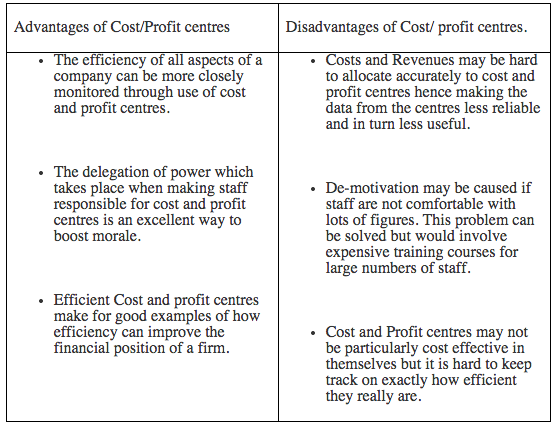 Advantages of Cost/Profit centres
• The efficiency of all aspects of a
company can be more closely
monitored through use of cost
and profit centres.
• The delegation of power which
takes place when making staff
responsible for cost and profit
centres is an excellent way to
boost morale.
• Efficient Cost and profit centres
make for good examples of how
efficiency can improve the
financial position of a firm.
Disadvantages of Cost/ profit centres.
• Costs and Revenues may be hard
to allocate accurately to cost and
profit centres hence making the
data from the centres less reliable
and in turn less useful.
• De-motivation may be caused if
staff are not comfortable with
lots of figures. This problem can
be solved but would involve
expensive training courses for
large numbers of staff.
• Cost and Profit centres may not
be particularly cost effective in
themselves but it is hard to keep
track on exactly how efficient
they really are.